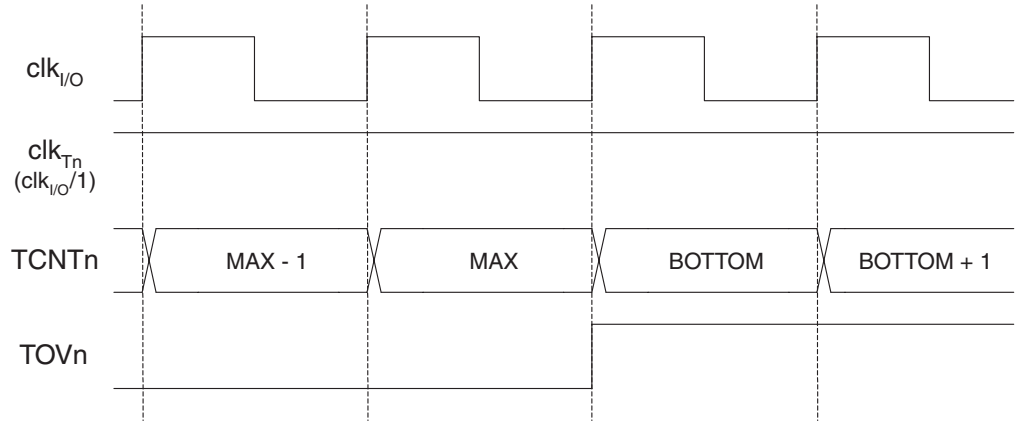 clkI/O
clkTn
(clkI/O/1)
TCNTn MAX - 1 MAX BOTTOM BOTTOM + 1
TOVn